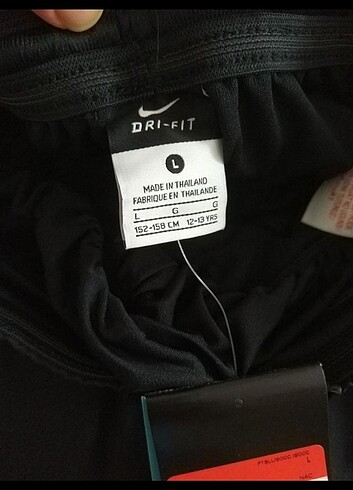 DRI-FIT
L
MADE IN THAILAND
FABRIQUE EN THAILANDE
L G G
152-158 CM 12-13 YRS
L